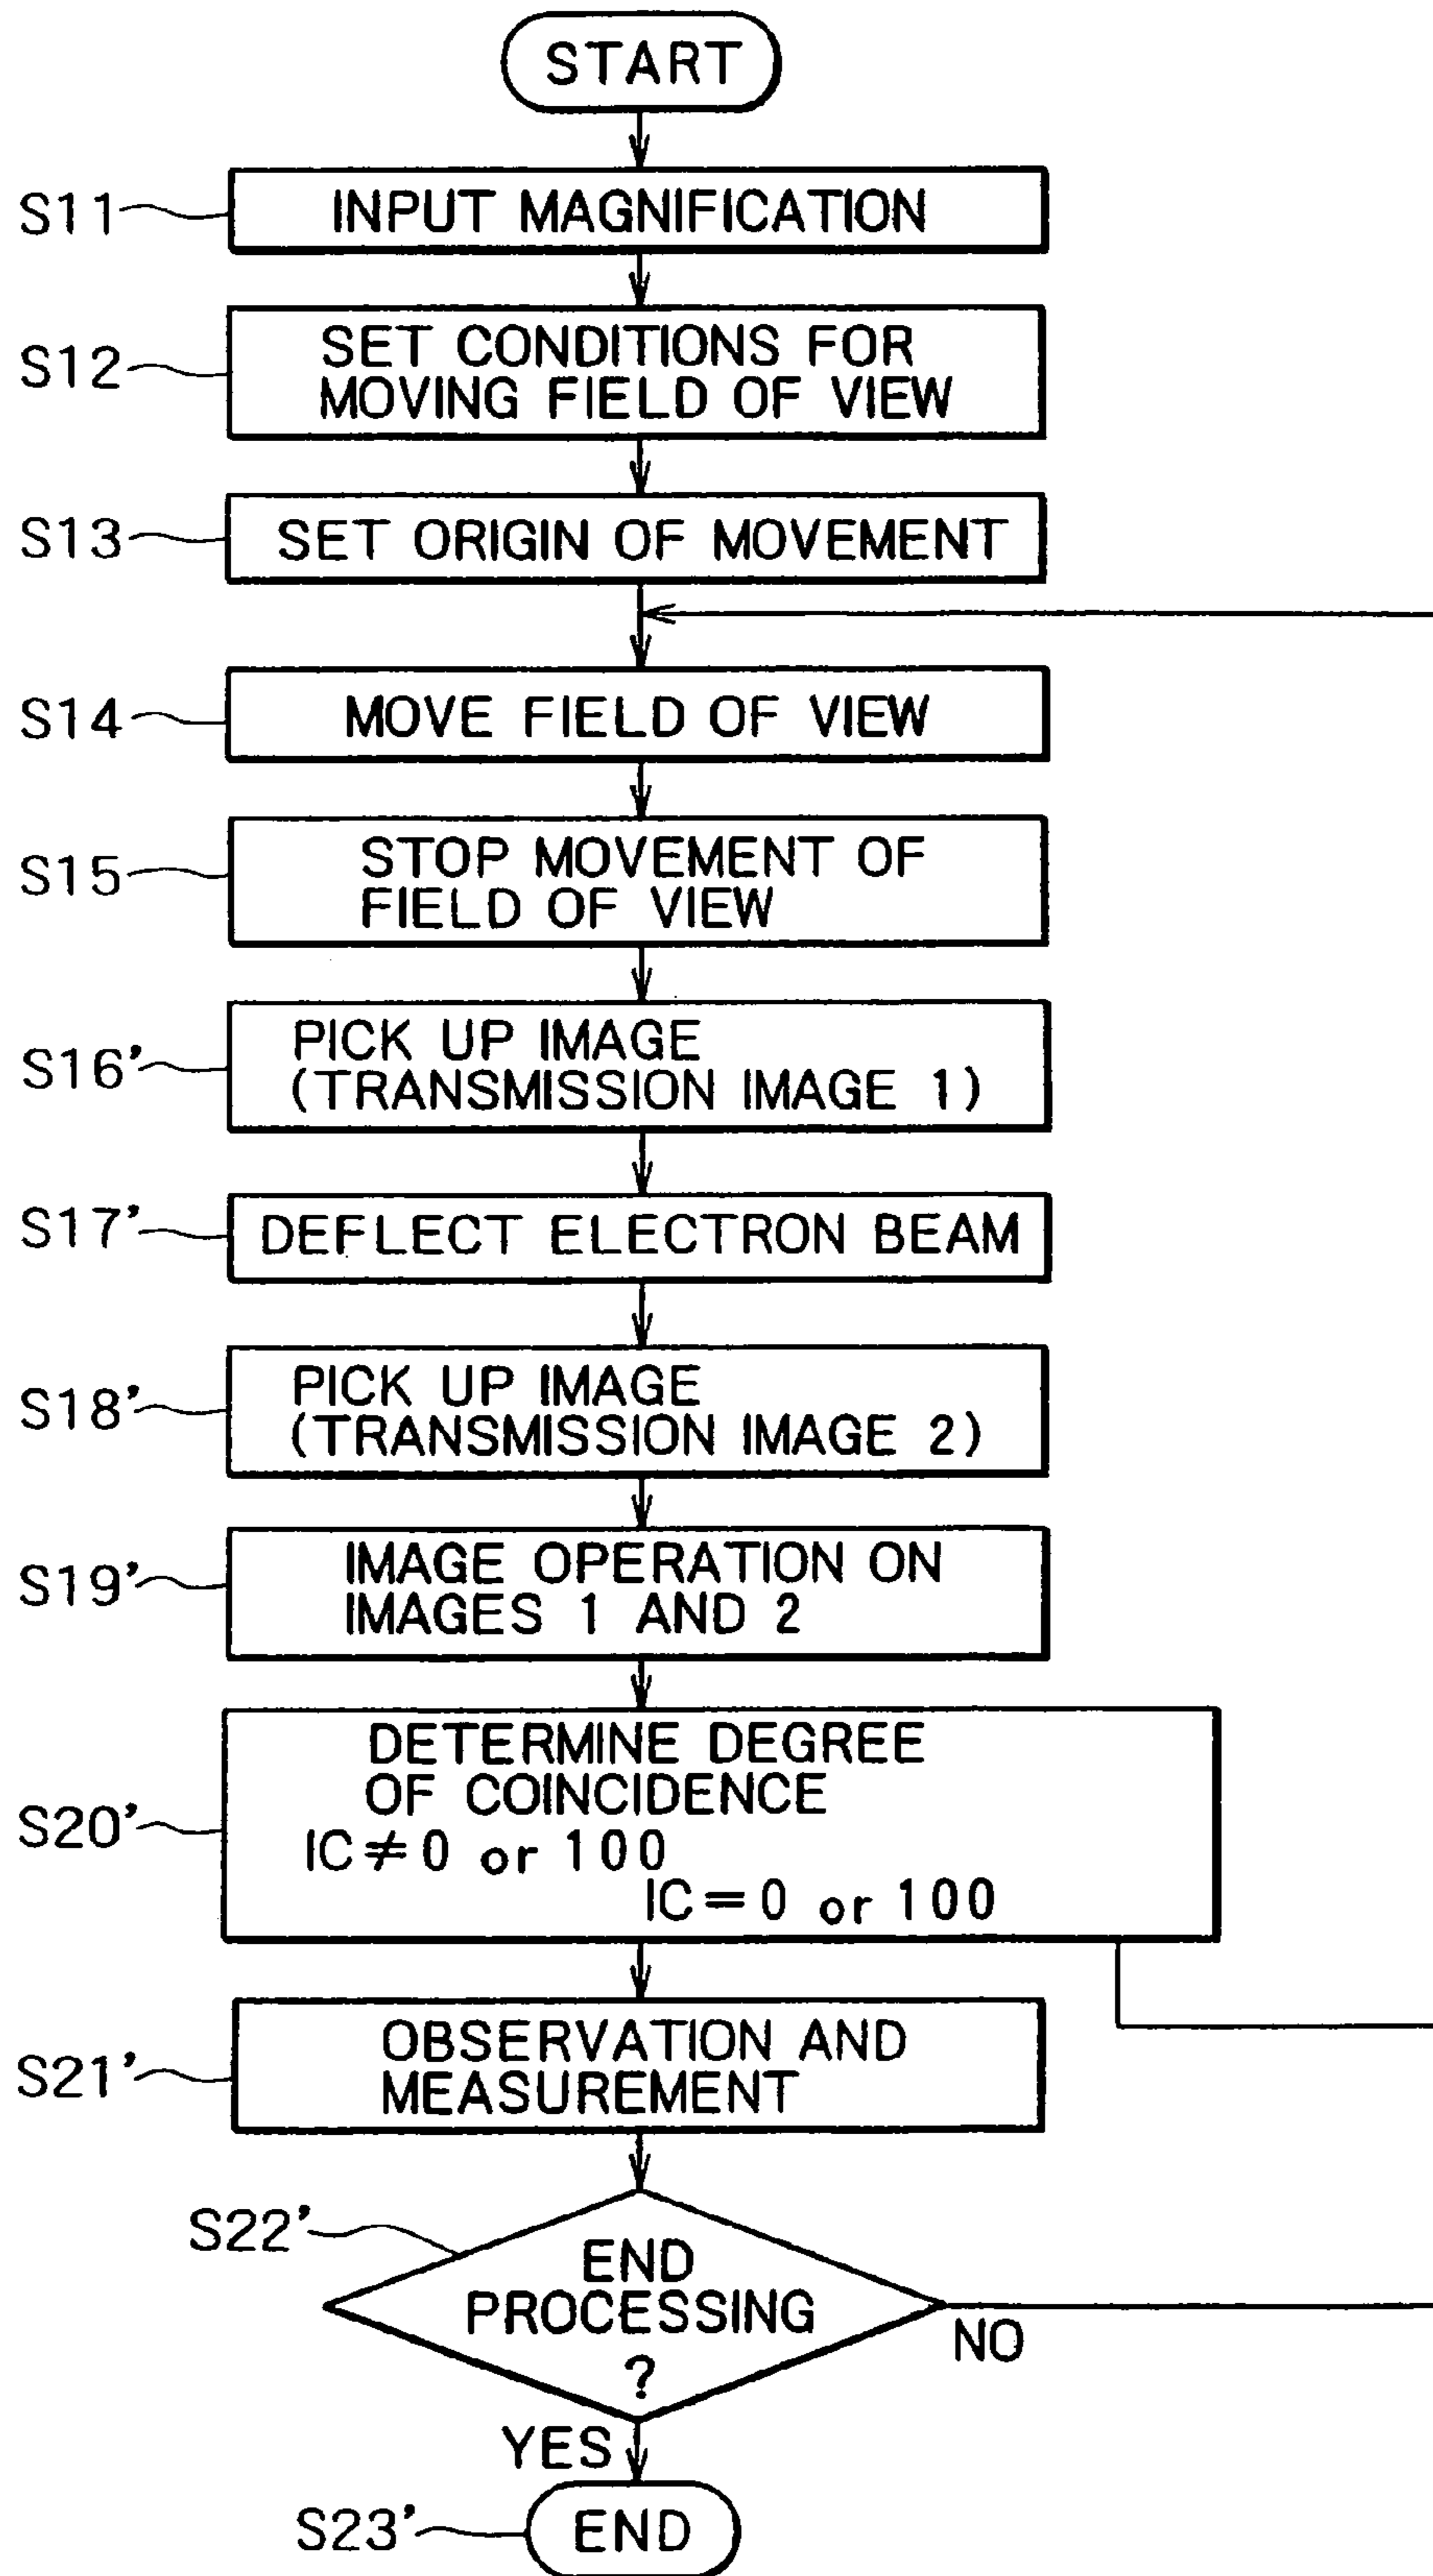 START
S11
INPUT MAGNIFICATION
S12
SET CONDITIONS FOR
MOVING FIELD OF VIEW
S13
SET ORIGIN OF MOVEMENT
S14
MOVE FIELD OF VIEW
S15
STOP MOVEMENT OF
FIELD OF VIEW
S16'
PICK UP IMAGE
(TRANSMISSION IMAGE 1)
S17'
DEFLECT ELECTRON BEAM
S18'
PICK UP IMAGE
(TRANSMISSION IMAGE 2)
S19'
IMAGE OPERATION ON
IMAGES 1 AND 2
S20'
DETERMINE DEGREE
OF COINCIDENCE
IC≠0 or 100
IC=0 or 100
S21'
OBSERVATION AND
MEASUREMENT
S22'
END
PROCESSING
?
NO
YES
S23'
END